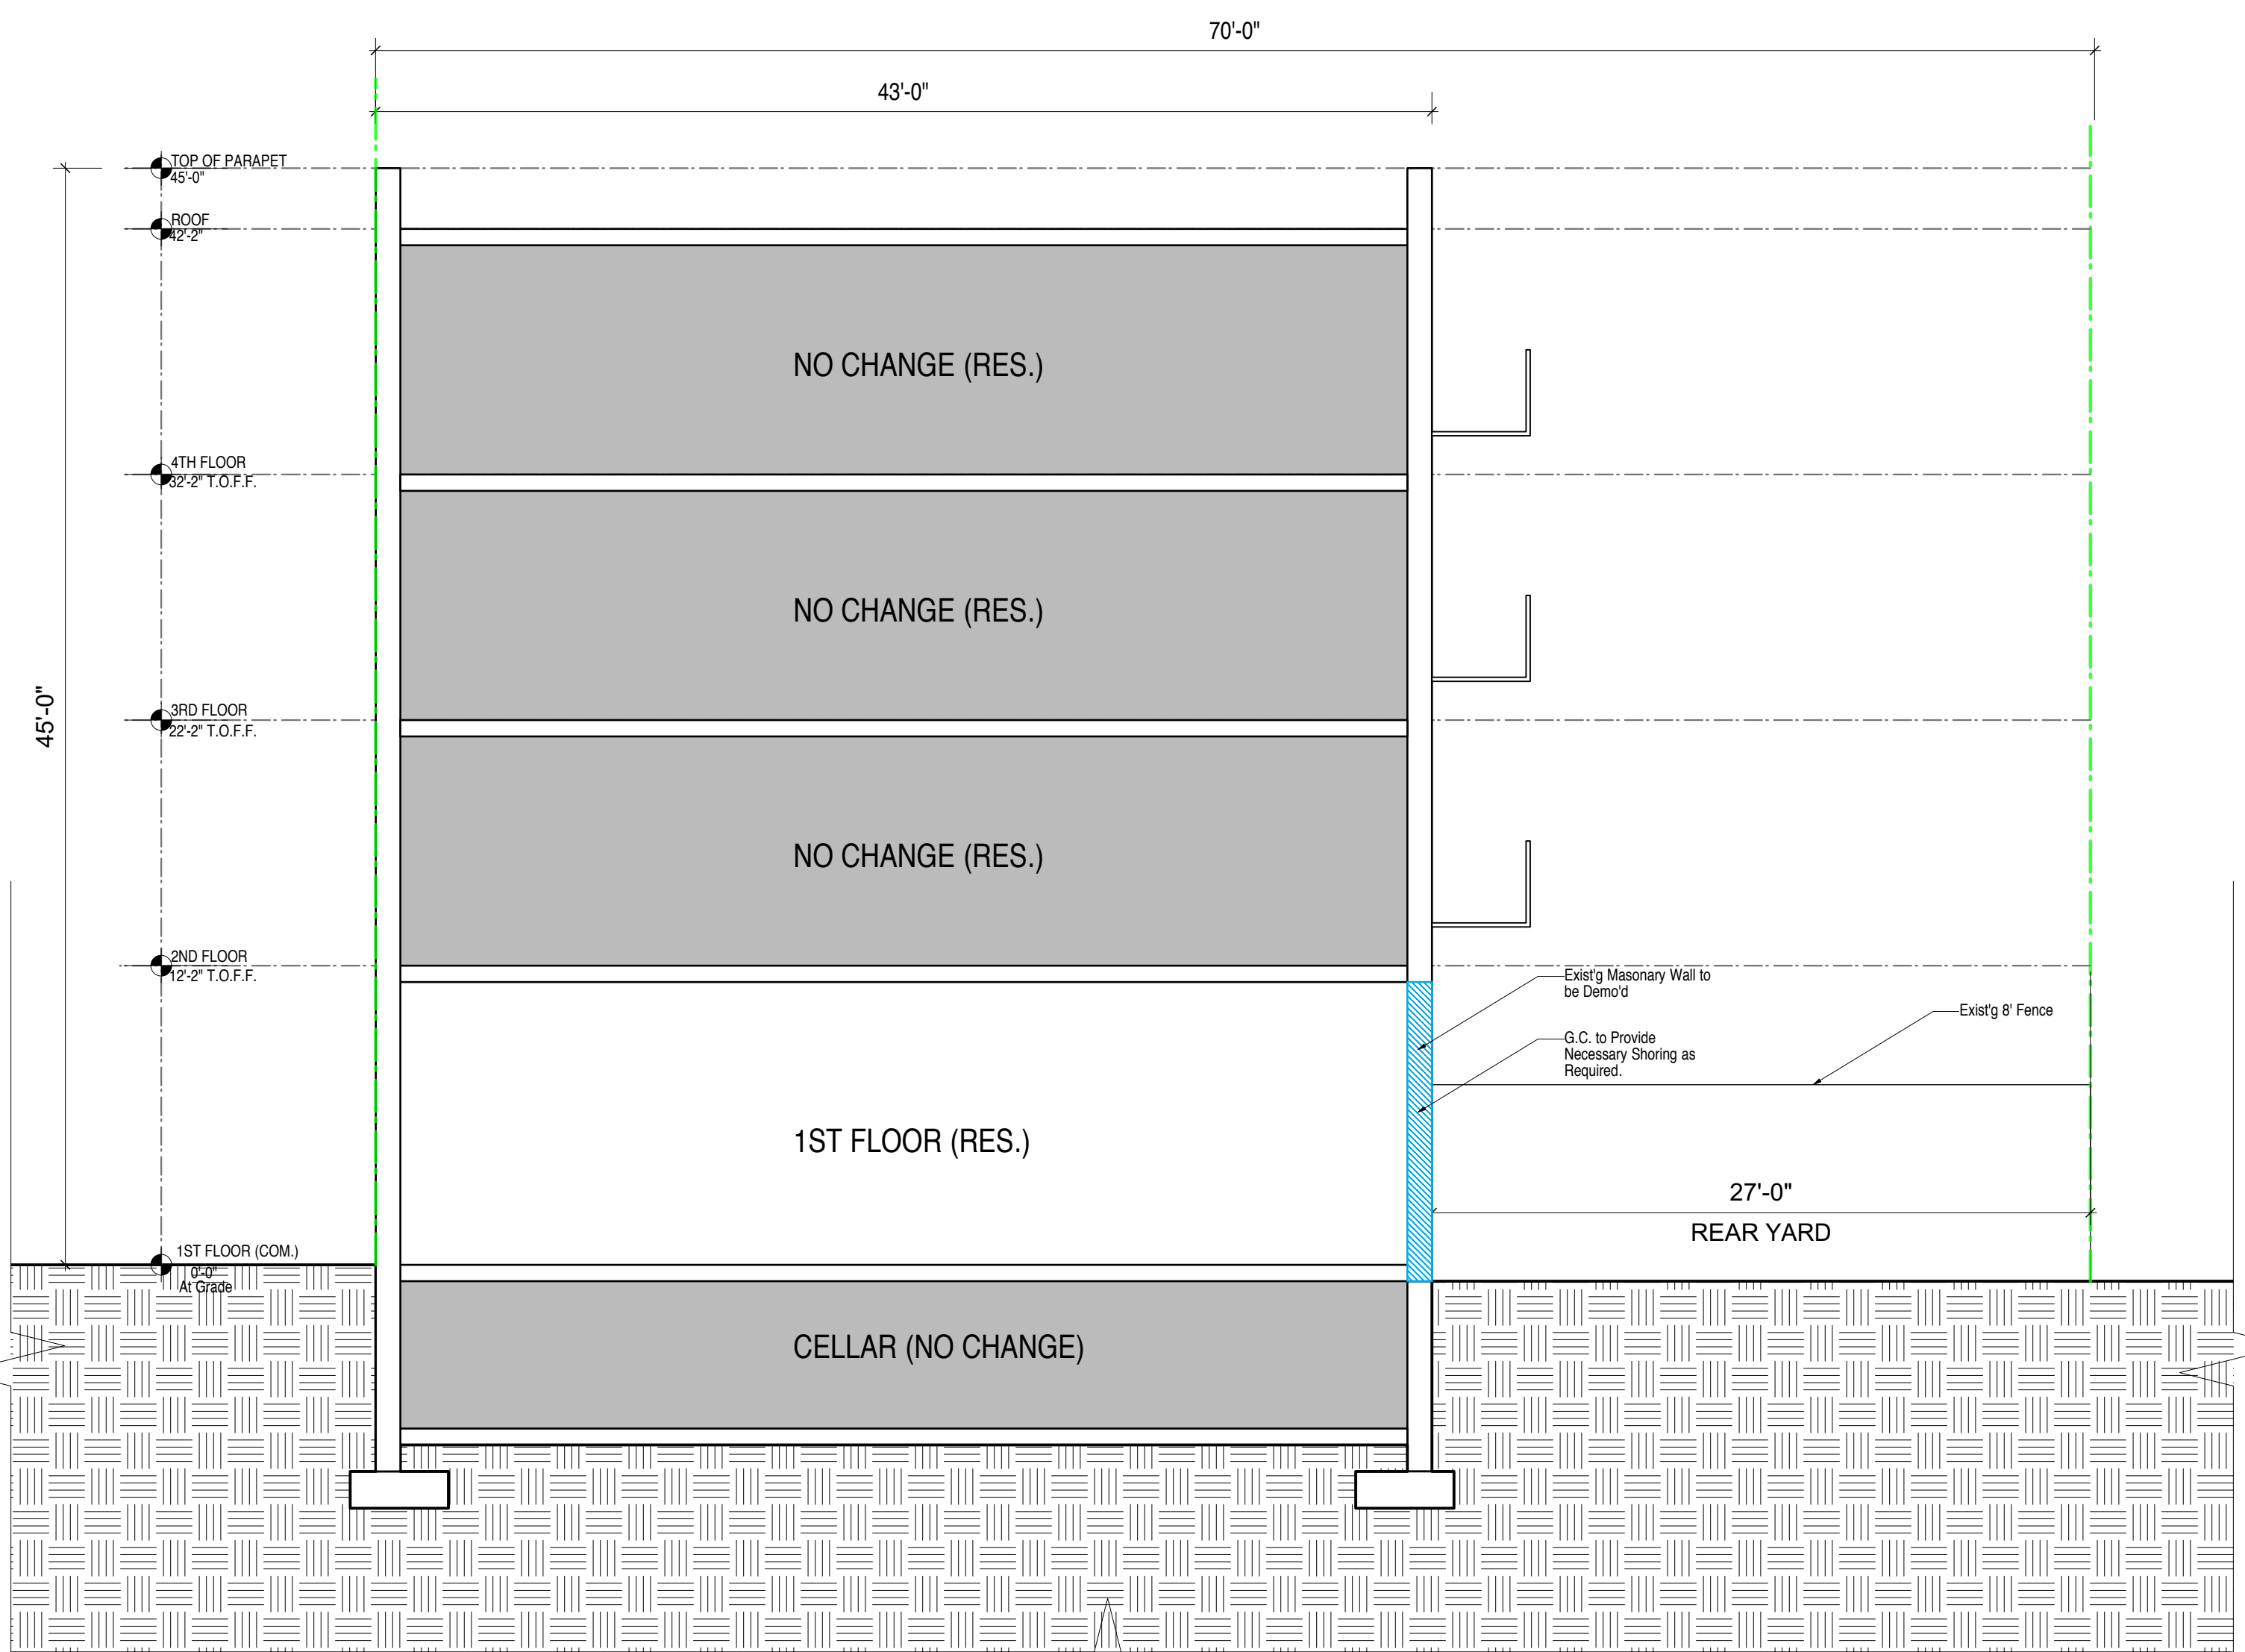 70'-0"
43'-0"
TOP OF PARAPET
45'-0"
ROOF
42'-2"
NO CHANGE (RES.)
4TH FLOOR
32'-2" T.O.F.F.
NO CHANGE (RES.)
45'-0"
3RD FLOOR
22'-2" T.O.F.F.
NO CHANGE (RES.)
2ND FLOOR
12'-2" T.O.F.F.
Exist'g Masonary Wall to
be Demo'd
Exist'g 8' Fence
G.C. to Provide
Necessary Shoring as
Required.
1ST FLOOR (RES.)
27'-0"
REAR YARD
1ST FLOOR (COM.)
0'-0"
At Grade
CELLAR (NO CHANGE)